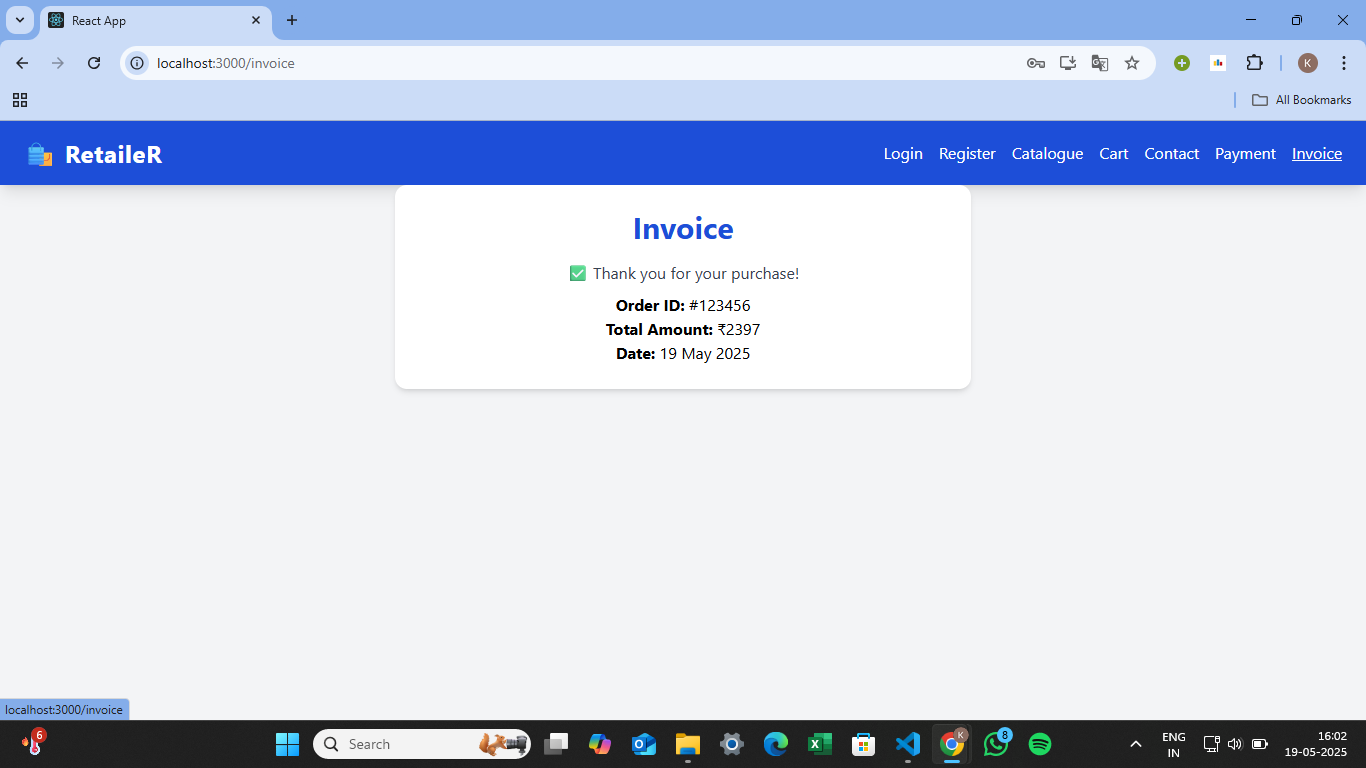 React App
localhost:3000/invoice
K
All Bookmarks
RetaileR
Login Register Catalogue Cart Contact Payment Invoice
Invoice
✅ Thank you for your purchase!
Order ID: #123456
Total Amount: ₹2397
Date: 19 May 2025
localhost:3000/invoice
6
Search
K
8
ENG
IN
16:02
19-05-2025